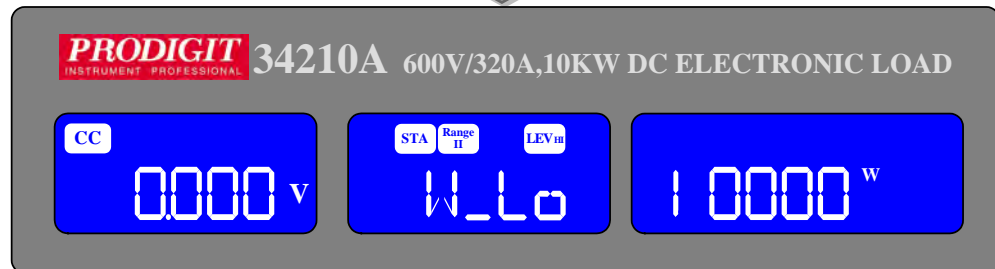 PRODIGIT 34210A 600V/320A,10KW DC ELECTRONIC LOAD
INSTRUMENT PROFESSIONAL
CC STA Range II LEV HI
0.000 V W_Lo 10000 W